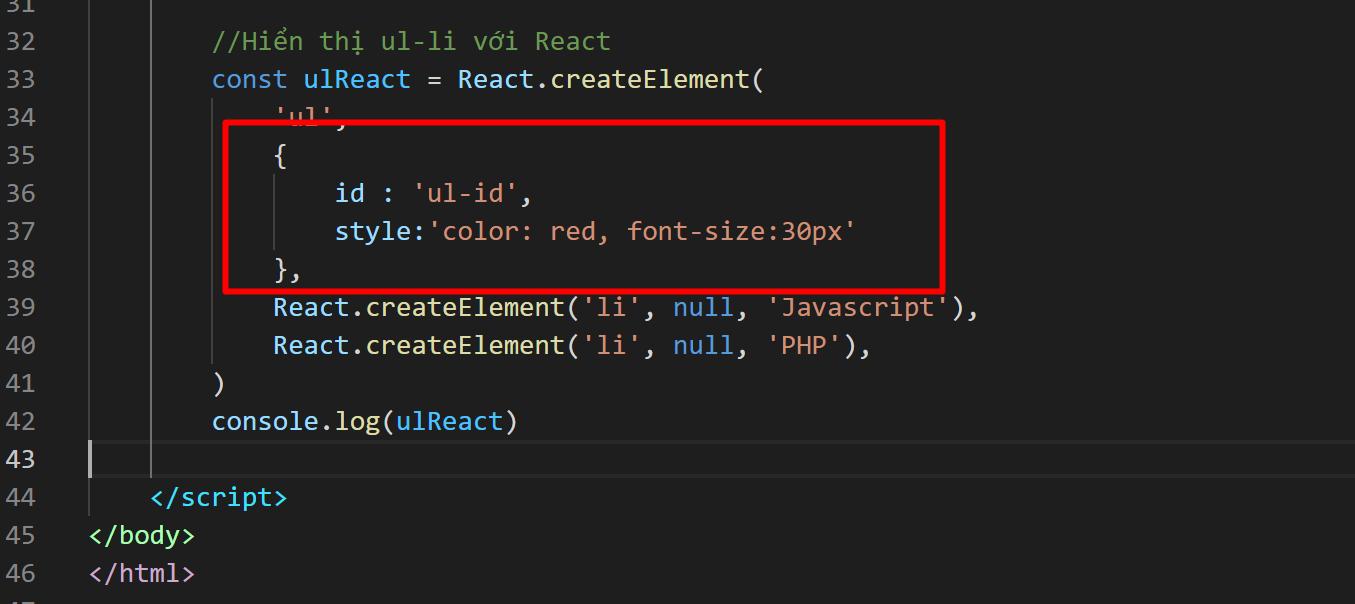 31
32 //Hiển thị ul-li với React
33 const ulReact = React.createElement(
34 'ul',
35 {
36 id : 'ul-id',
37 style:'color: red, font-size:30px'
38 },
39 React.createElement('li', null, 'Javascript'),
40 React.createElement('li', null, 'PHP'),
41 )
42 console.log(ulReact)
43
44 </script>
45 </body>
46 </html>